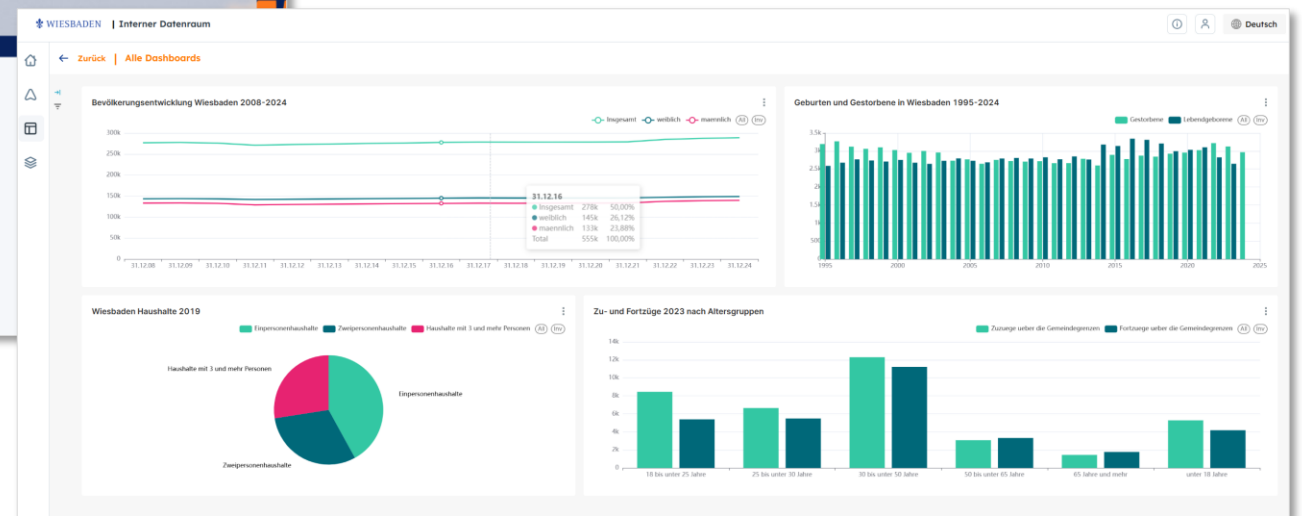 WIESBADEN | Interner Datenraum
Deutsch
← Zurück | Alle Dashboards
Bevölkerungsentwicklung Wiesbaden 2008-2024
Insgesamt weiblich maennlich All Inv
300k
250k
200k
150k
100k
50k
0
31.12.16
Insgesamt 278k 50,00%
weiblich 145k 26,12%
maennlich 133k 23,88%
Total 555k 100,00%
31.12.08 31.12.09 31.12.10 31.12.11 31.12.12 31.12.13 31.12.14 31.12.15 31.12.16 31.12.17 31.12.18 31.12.19 31.12.20 31.12.21 31.12.22 31.12.23 31.12.24
Geburten und Gestorbene in Wiesbaden 1995-2024
Gestorbene Lebendgeborene All Inv
3.5k
3k
2.5k
2k
1.5k
1k
500
0
1995 2000 2005 2010 2015 2020 2025
Wiesbaden Haushalte 2019
Einpersonenhaushalte Zweipersonenhaushalte Haushalte mit 3 und mehr Personen All Inv
Haushalte mit 3 und mehr Personen
Einpersonenhaushalte
Zweipersonenhaushalte
Zu- und Fortzüge 2023 nach Altersgruppen
Zuzuege ueber die Gemeindegrenzen Fortzuege ueber die Gemeindegrenzen All Inv
14k
12k
10k
8k
6k
4k
2k
0
18 bis unter 25 Jahre 25 bis unter 30 Jahre 30 bis unter 50 Jahre 50 bis unter 65 Jahre 65 Jahre und mehr unter 18 Jahre